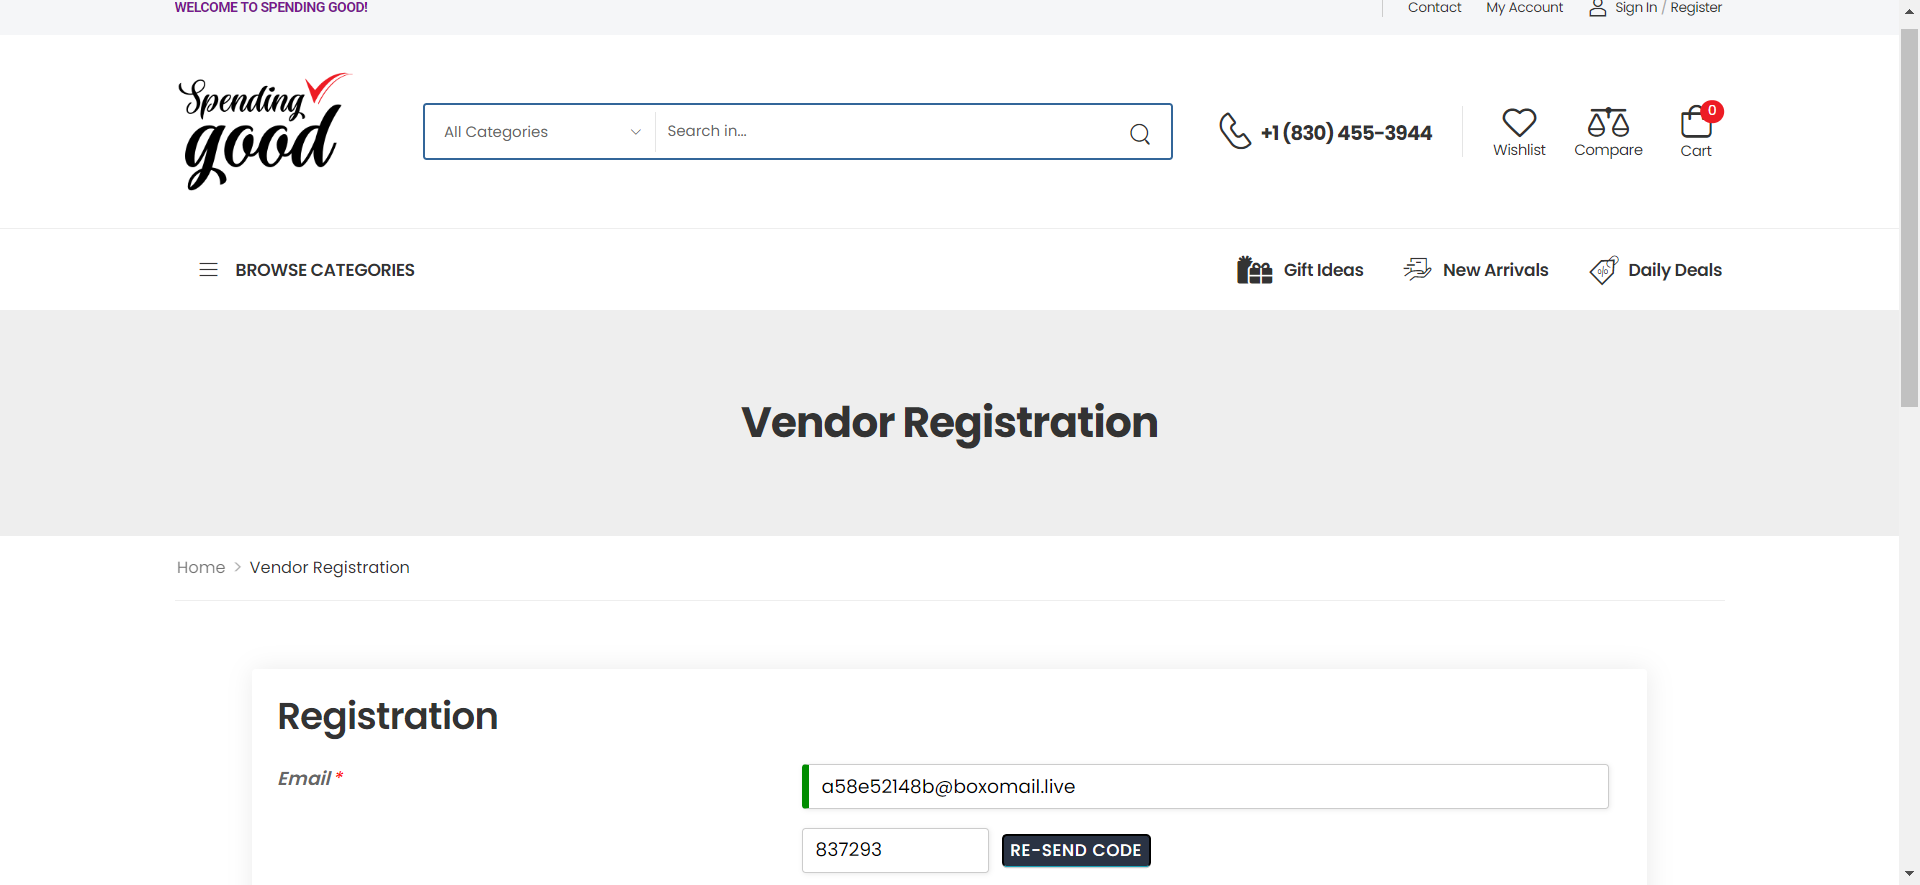 WELCOME TO SPENDING GOOD!
Contact My Account Sign In / Register
Spending
good
All Categories Search in... +1 (830) 455-3944 Wishlist Compare 0 Cart
BROWSE CATEGORIES Gift Ideas New Arrivals % Daily Deals
Vendor Registration
Home > Vendor Registration
Registration
Email * a58e52148b@boxomail.live
837293 RE-SEND CODE